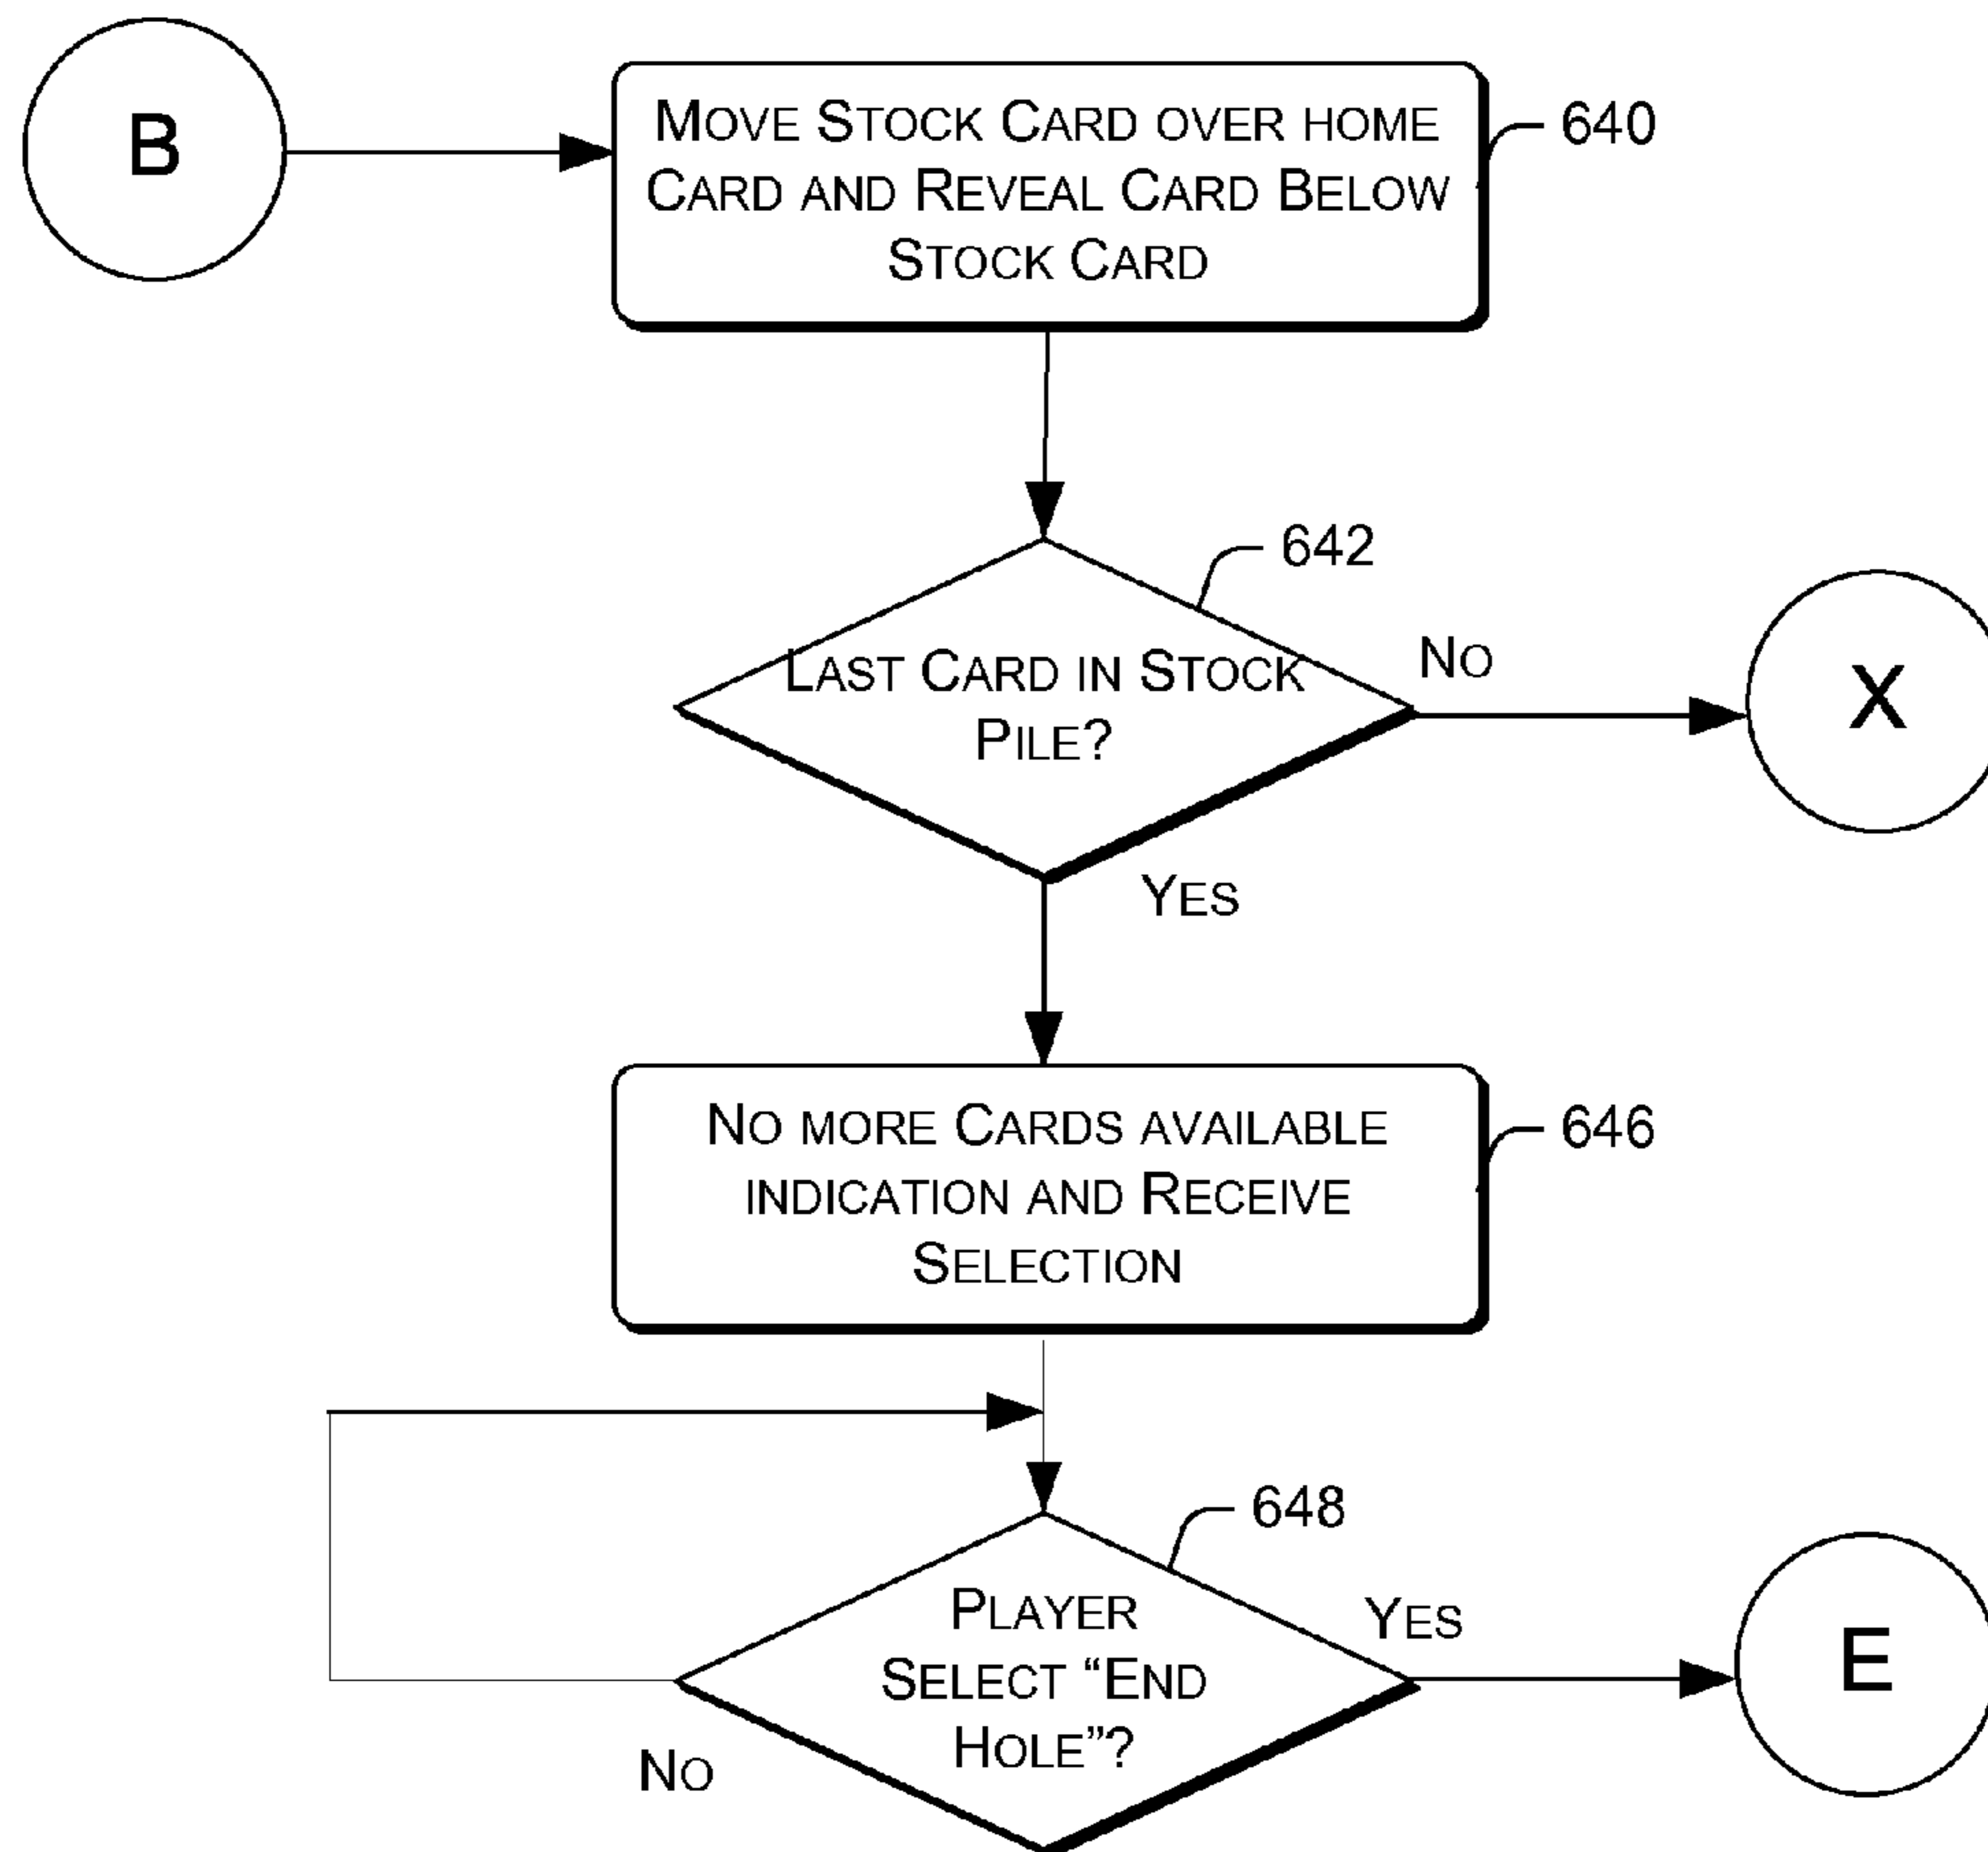 B
MOVE STOCK CARD OVER HOME
CARD AND REVEAL CARD BELOW
STOCK CARD
640
642
LAST CARD IN STOCK
PILE?
NO
X
YES
NO MORE CARDS AVAILABLE
INDICATION AND RECEIVE
SELECTION
646
648
PLAYER
SELECT “END
HOLE”?
YES
E
NO